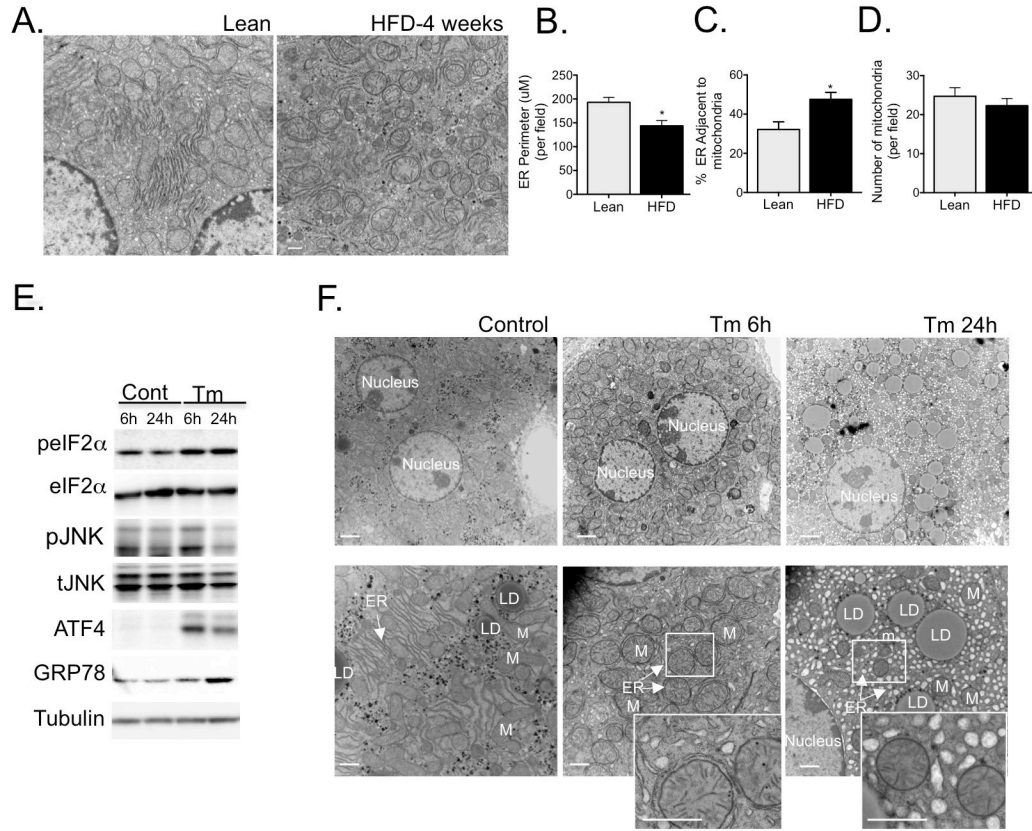 A.
Lean
HFD-4 weeks
B.
ER Perimeter (uM)
(per field)
250
200
150
100
50
0
*
Lean HFD
C.
% ER Adjacent to
mitochondria
60
40
20
0
*
Lean HFD
D.
Number of mitochondria
(per field)
30
20
10
0
Lean HFD
E.
Cont Tm
6h 24h 6h 24h
peIF2α
eIF2α
pJNK
tJNK
ATF4
GRP78
Tubulin
F.
Control
Tm 6h
Tm 24h
Nucleus
Nucleus
Nucleus
Nucleus
Nucleus
ER
LD
LD
M
M
LD
M
M
M
ER
M
LD
LD
LD
M
m
ER
LD
M
M
Nucleus